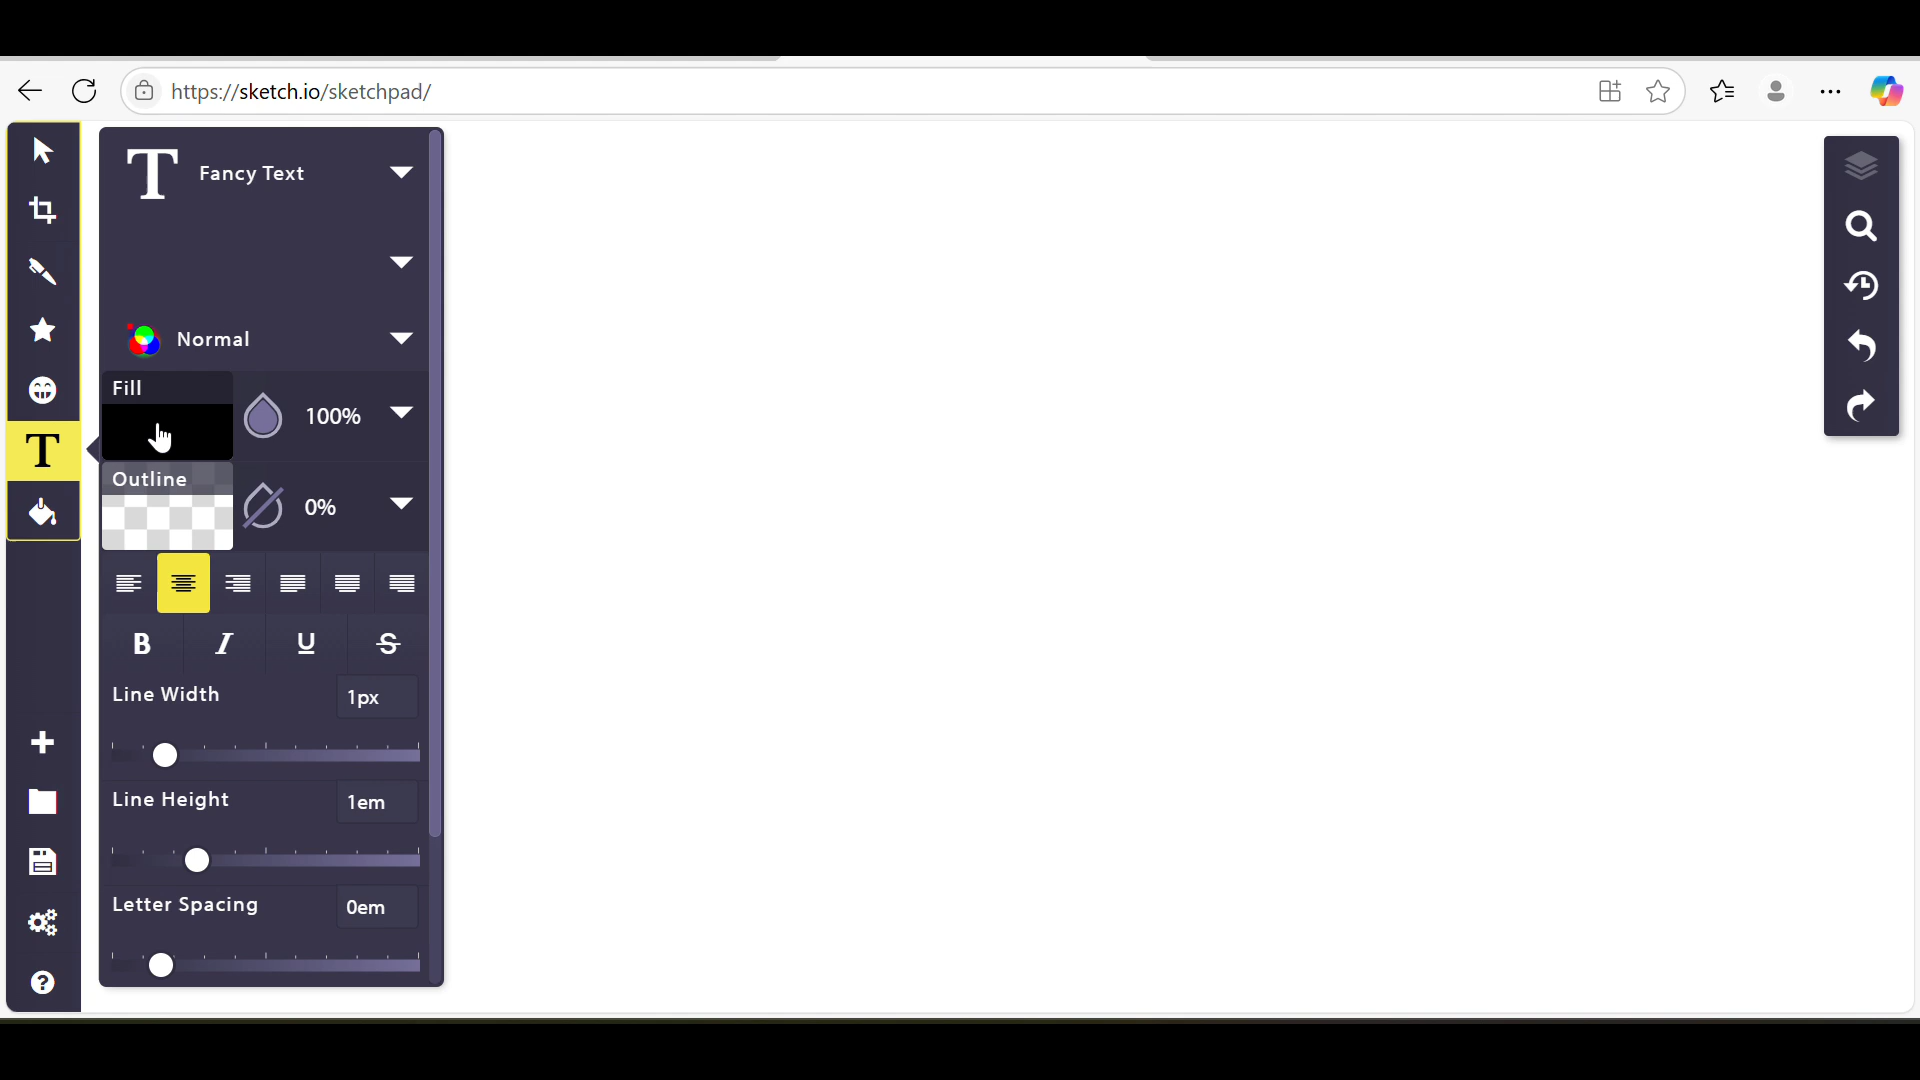 https://sketch.io/sketchpad/
T Fancy Text
Normal
Fill
100%
T
Outline
0%
B I U S
Line Width 1px
Line Height 1em
Letter Spacing 0em
?